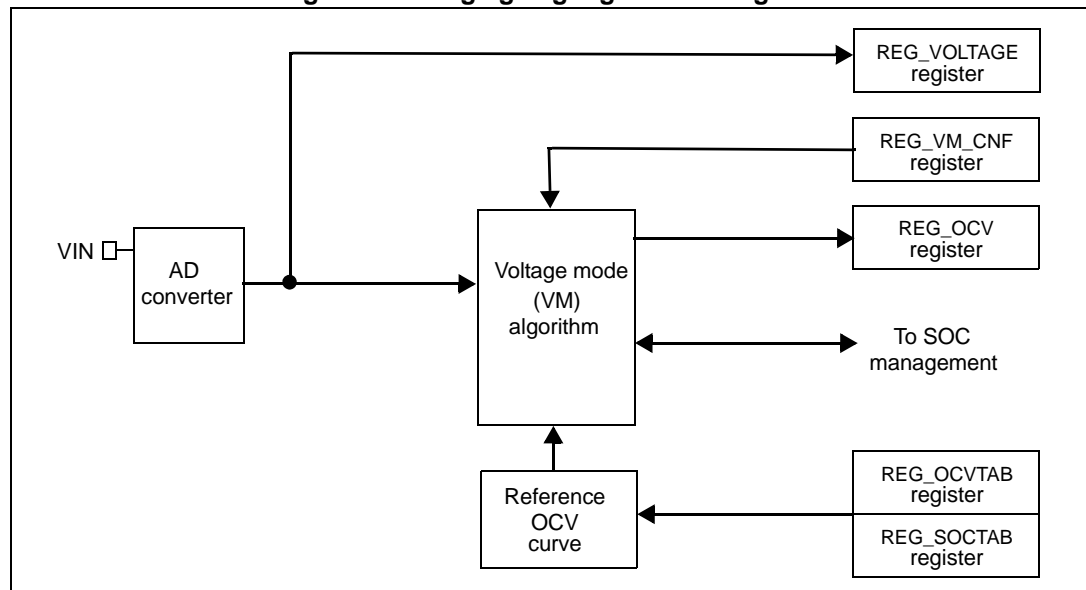 REG_VOLTAGE
register
REG_VM_CNF
register
REG_OCV
register
VIN
AD
converter
Voltage mode
(VM)
algorithm
To SOC
management
Reference
OCV
curve
REG_OCVTAB
register
REG_SOCTAB
register